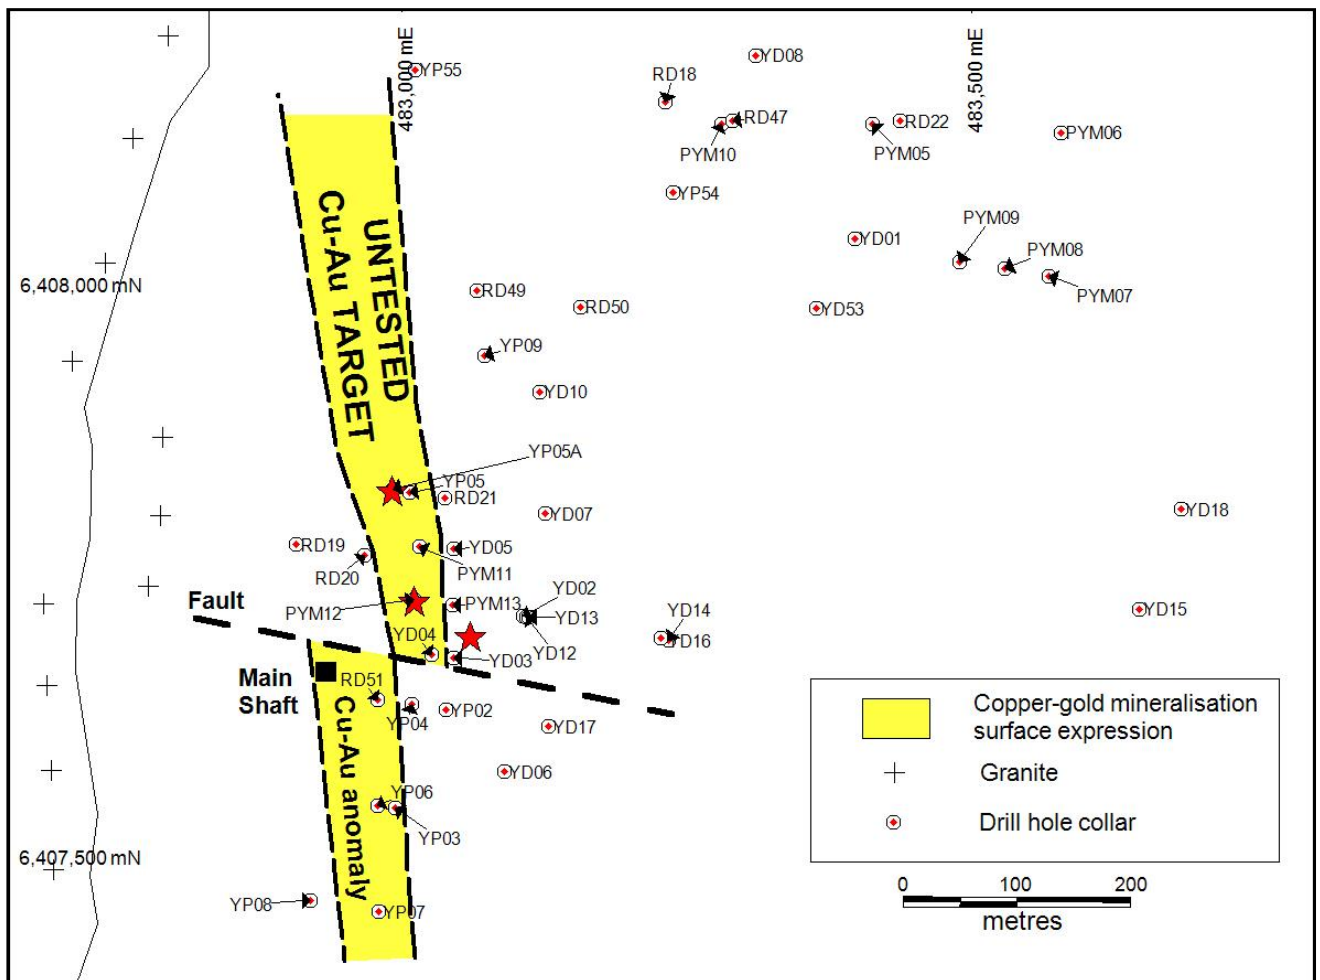 483,000 mE
483,500 mE
YP55
YD08
RD18
RD47
PYM10
RD22
PYM05
PYM06
YP54
YD01
PYM09
PYM08
PYM07
6,408,000 mN
UNTESTED
Cu-Au TARGET
RD49
RD50
YD53
YP09
YD10
YP05A
YP05
RD21
YD07
YD18
RD19
RD20
YD05
PYM11
Fault
PYM12
PYM13
YD02
YD13
YD12
YD14
YD16
YD15
YD04
YD03
Main
Shaft
RD51
YP04
YP02
YD17
Cu-Au anomaly
YD06
YP06
YP03
6,407,500 mN
YP08
YP07
Copper-gold mineralisation
surface expression
Granite
Drill hole collar
0 100 200
metres